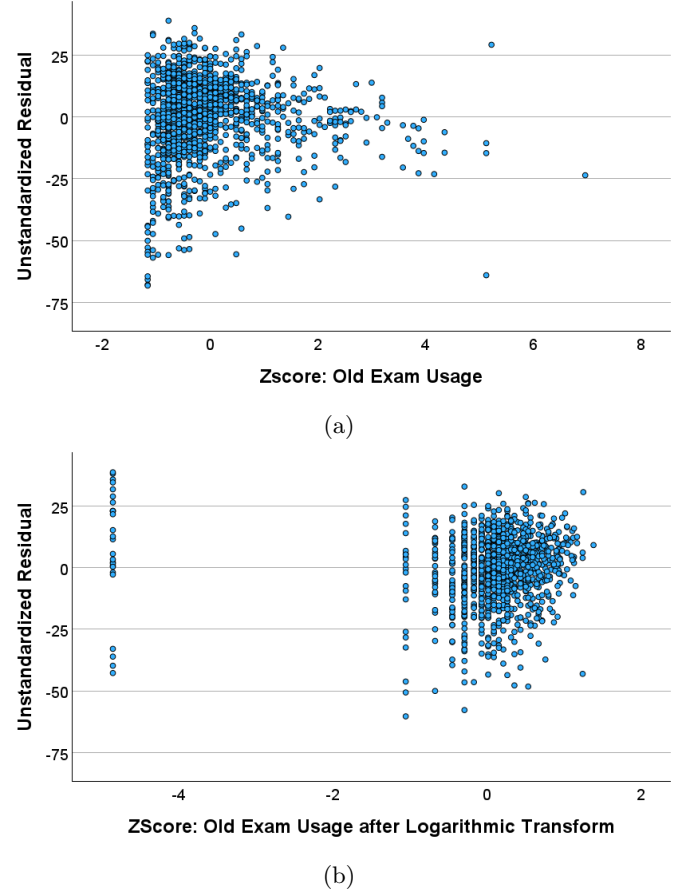 25
0
-25
-50
-75
Unstandardized Residual
-2 0 2 4 6 8
Zscore: Old Exam Usage
(a)
25
0
-25
-50
-75
Unstandardized Residual
-4 -2 0 2
ZScore: Old Exam Usage after Logarithmic Transform
(b)